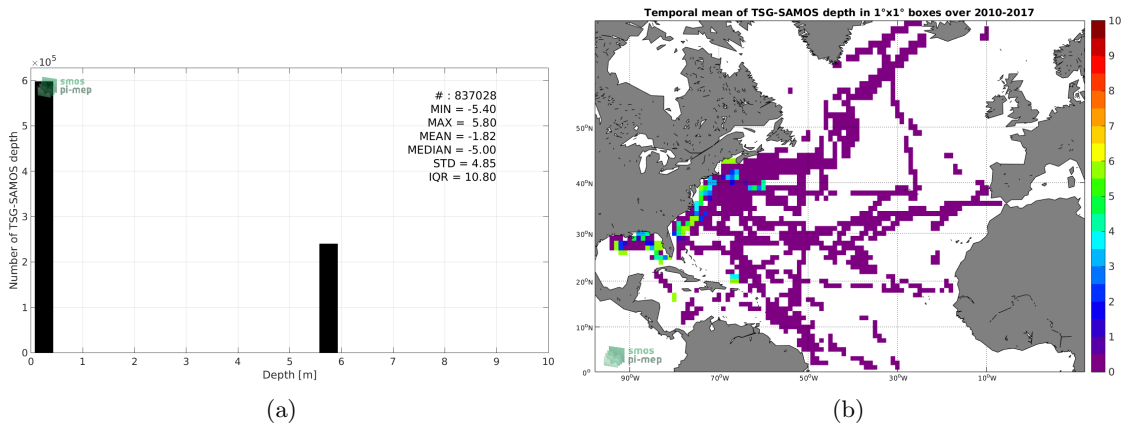 ×10⁵
smos
pi-mep
# : 837028
MIN = -5.40
MAX = 5.80
MEAN = -1.82
MEDIAN = -5.00
STD = 4.85
IQR = 10.80
6
5
4
3
2
1
0
Number of TSG-SAMOS depth
0 1 2 3 4 5 6 7 8 9 10
Depth [m]
(a)
Temporal mean of TSG-SAMOS depth in 1°x1° boxes over 2010-2017
50°N
40°N
30°N
20°N
10°N
0°
90°W 70°W 50°W 30°W 10°W
smos
pi-mep
10
9
8
7
6
5
4
3
2
1
0
(b)